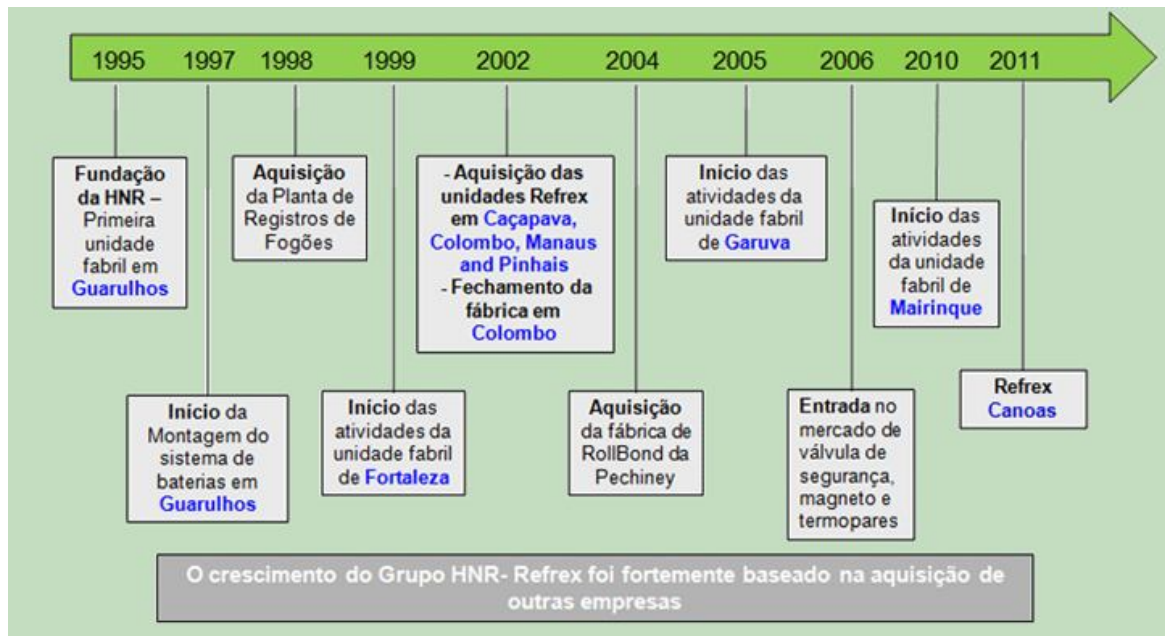 1995 1997 1998 1999 2002 2004 2005 2006 2010 2011
Fundação
da HNR –
Primeira
unidade
fabril em
Guarulhos
Início da
Montagem do
sistema de
baterias em
Guarulhos
Aquisição
da Planta de
Registros de
Fogões
Início das
atividades da
unidade fabril
de Fortaleza
- Aquisição das
unidades Refrex
em Caçapava,
Colombo, Manaus
and Pinhais
- Fechamento da
fábrica em
Colombo
Aquisição
da fábrica de
RollBond da
Pechiney
Início das
atividades da
unidade fabril
de Garuva
Entrada no
mercado de
válvula de
segurança,
magneto e
termopares
Início das
atividades
da unidade
fabril de
Mairinque
Refrex
Canoas
O crescimento do Grupo HNR- Refrex foi fortemente baseado na aquisição de
outras empresas